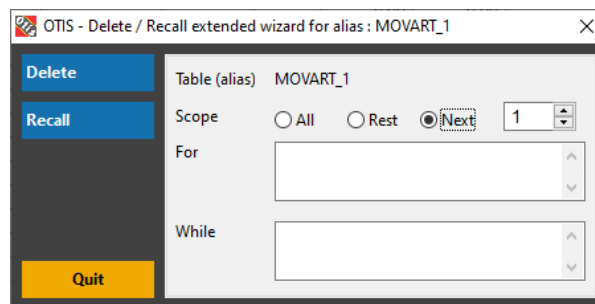 OTIS - Delete / Recall extended wizard for alias : MOVART_1
Delete
Recall
Quit
Table (alias) MOVART_1
Scope All Rest Next 1
For
While